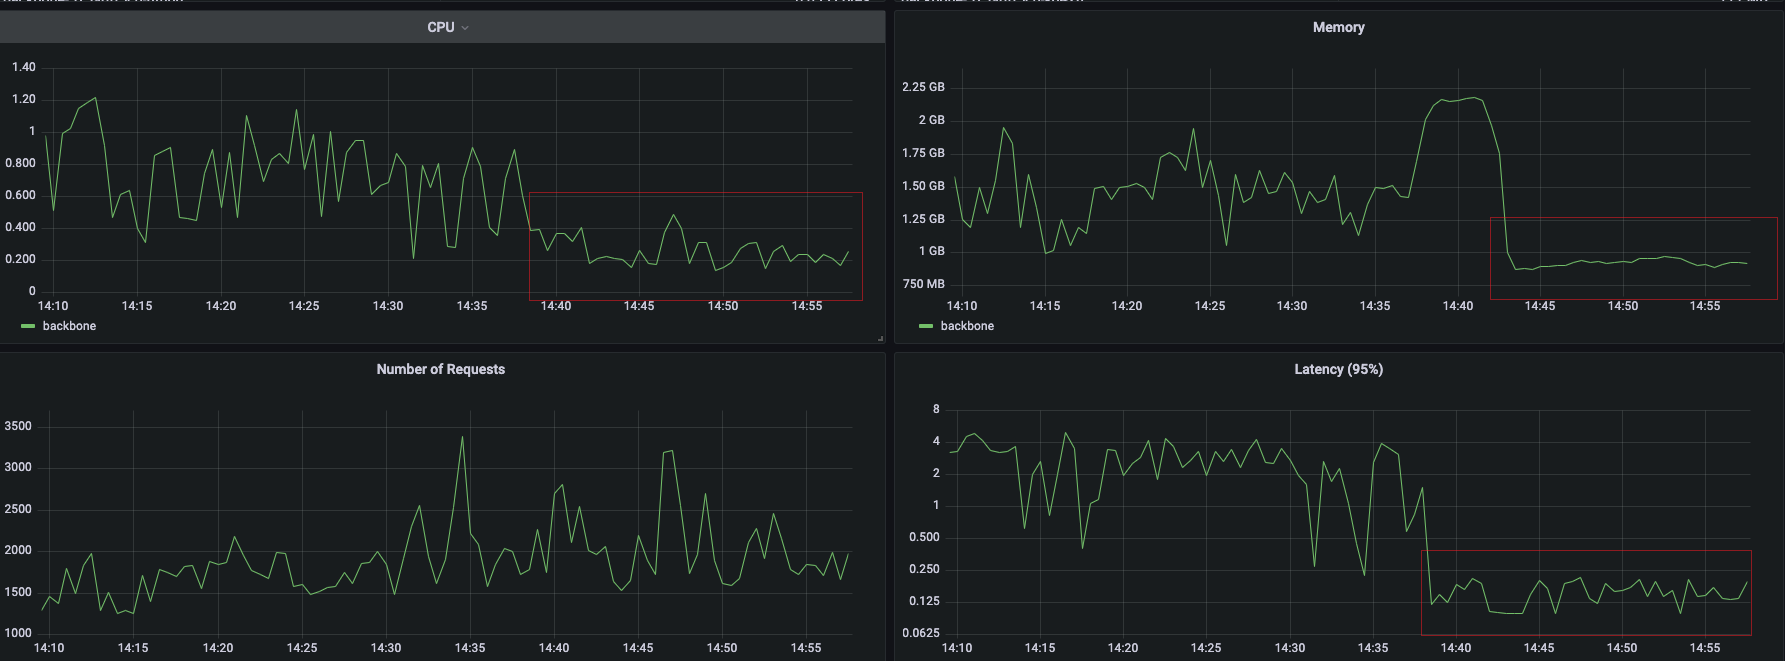 CPU
1.40
1.20
1
0.800
0.600
0.400
0.200
0
14:10 14:15 14:20 14:25 14:30 14:35 14:40 14:45 14:50 14:55
backbone
Memory
2.25 GB
2 GB
1.75 GB
1.50 GB
1.25 GB
1 GB
750 MB
14:10 14:15 14:20 14:25 14:30 14:35 14:40 14:45 14:50 14:55
backbone
Number of Requests
3500
3000
2500
2000
1500
1000
14:10 14:15 14:20 14:25 14:30 14:35 14:40 14:45 14:50 14:55
Latency (95%)
8
4
2
1
0.500
0.250
0.125
0.0625
14:10 14:15 14:20 14:25 14:30 14:35 14:40 14:45 14:50 14:55